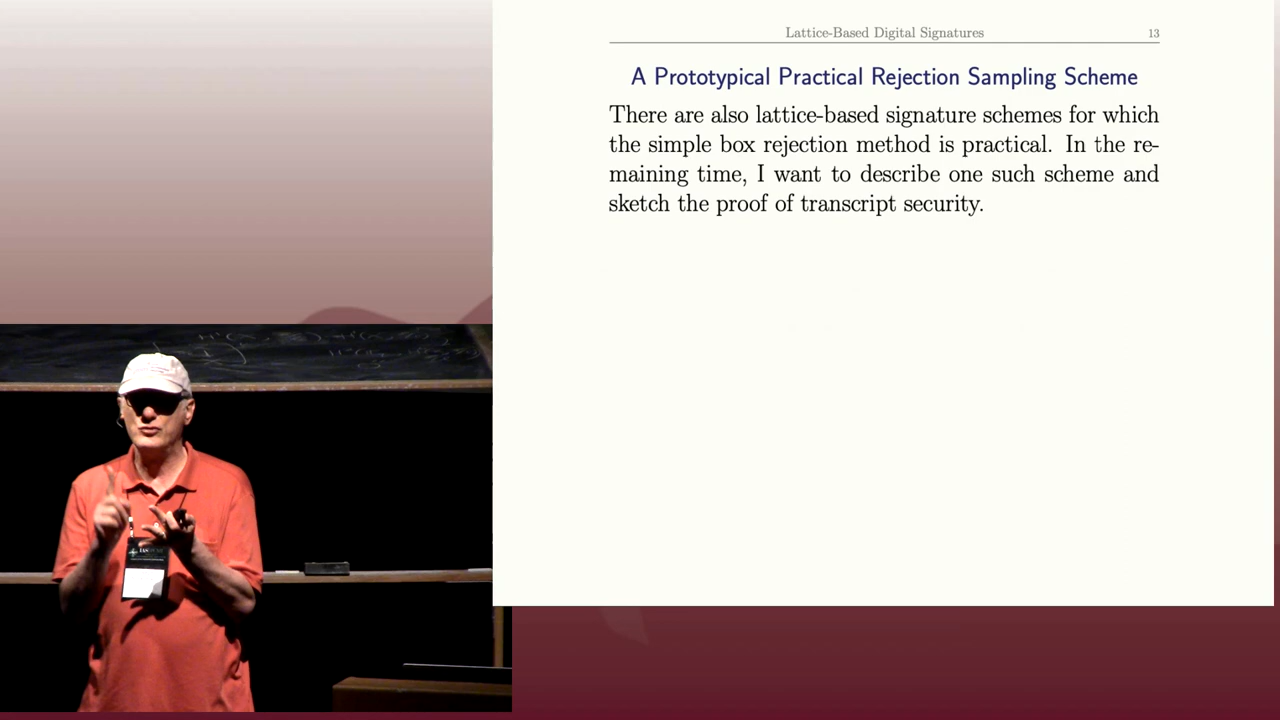 Lattice-Based Digital Signatures 13
A Prototypical Practical Rejection Sampling Scheme
There are also lattice-based signature schemes for which
the simple box rejection method is practical. In the re-
maining time, I want to describe one such scheme and
sketch the proof of transcript security.